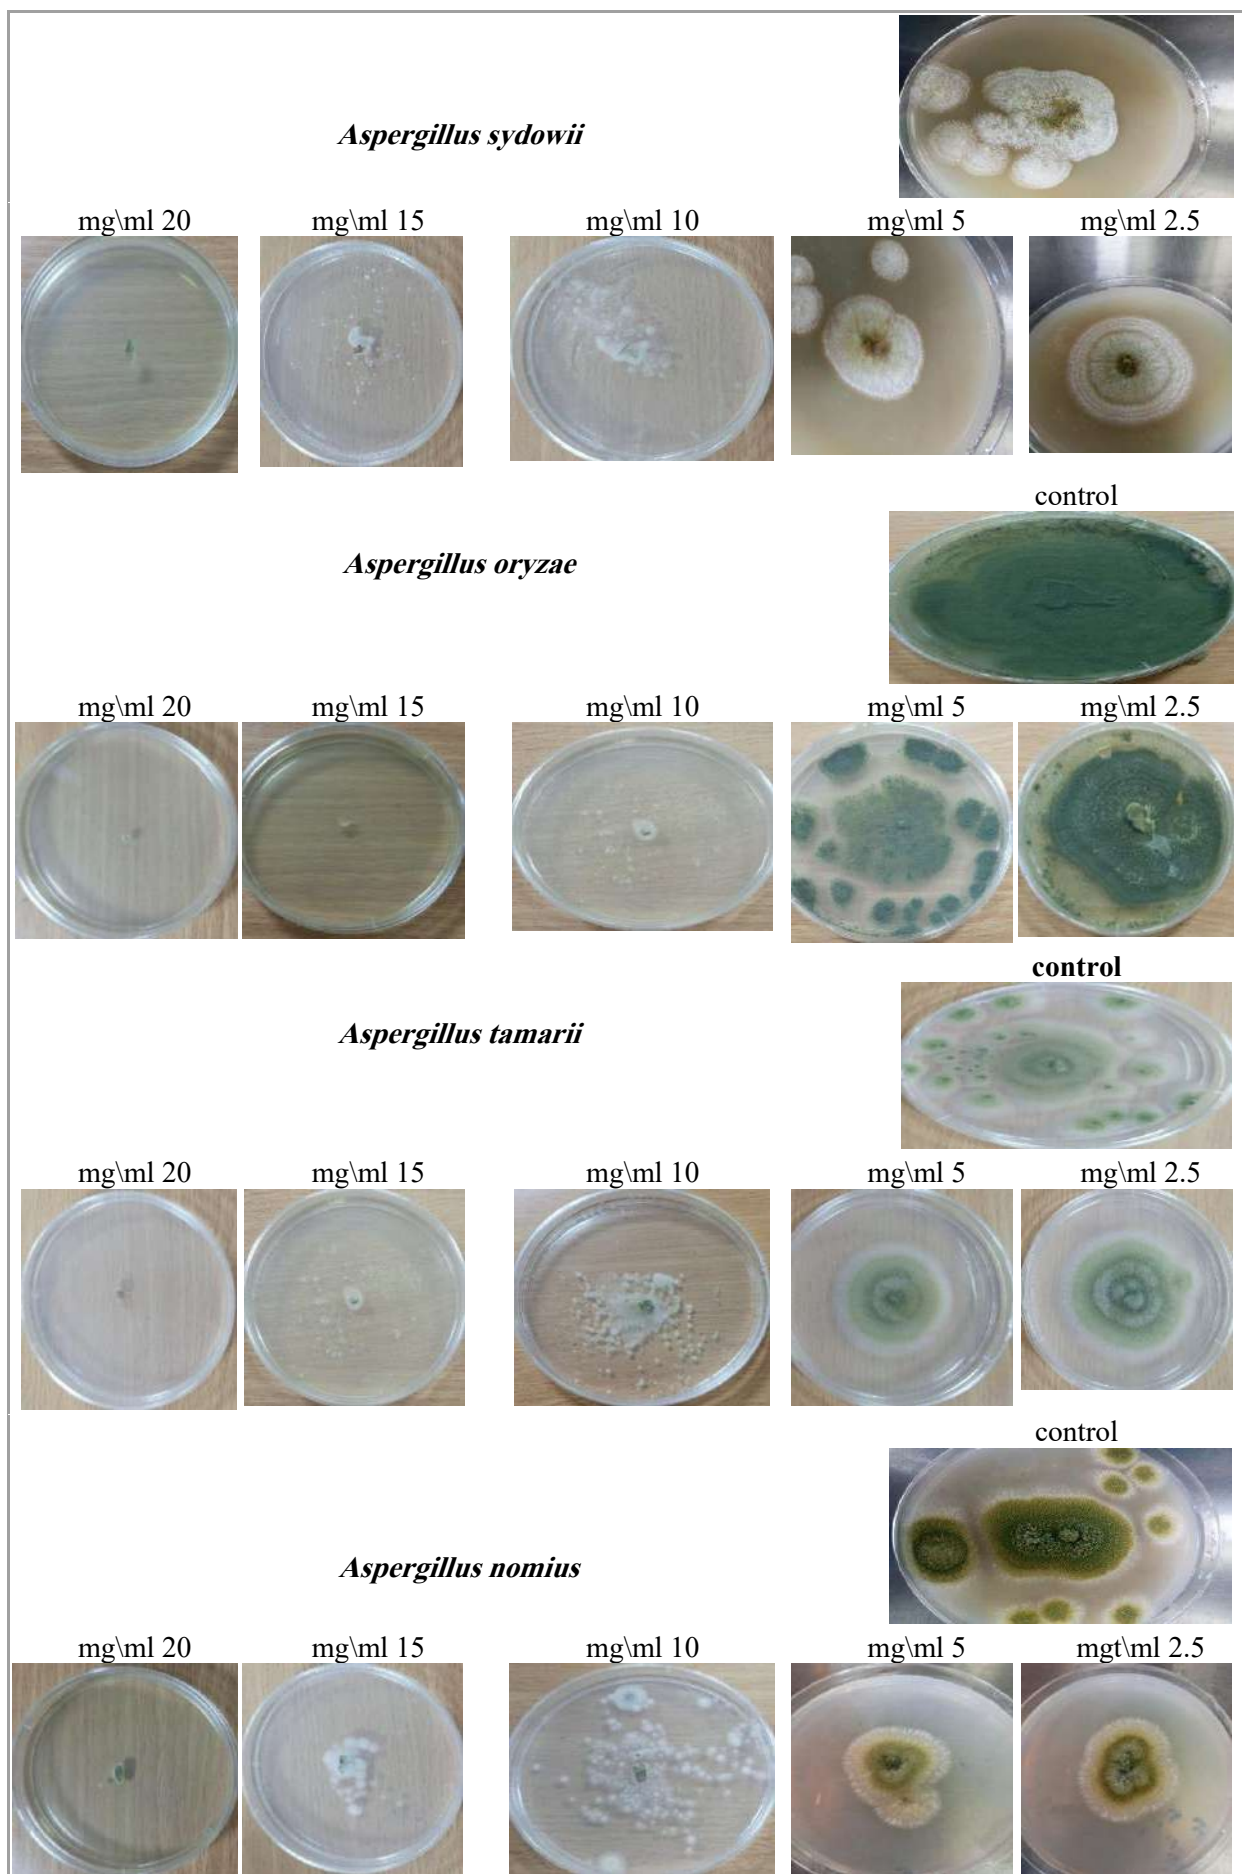 Aspergillus sydowii
mg\ml 20 mg\ml 15 mg\ml 10 mg\ml 5 mg\ml 2.5
control
Aspergillus oryzae
mg\ml 20 mg\ml 15 mg\ml 10 mg\ml 5 mg\ml 2.5
control
Aspergillus tamarii
mg\ml 20 mg\ml 15 mg\ml 10 mg\ml 5 mg\ml 2.5
control
Aspergillus nomius
mg\ml 20 mg\ml 15 mg\ml 10 mg\ml 5 mgt\ml 2.5